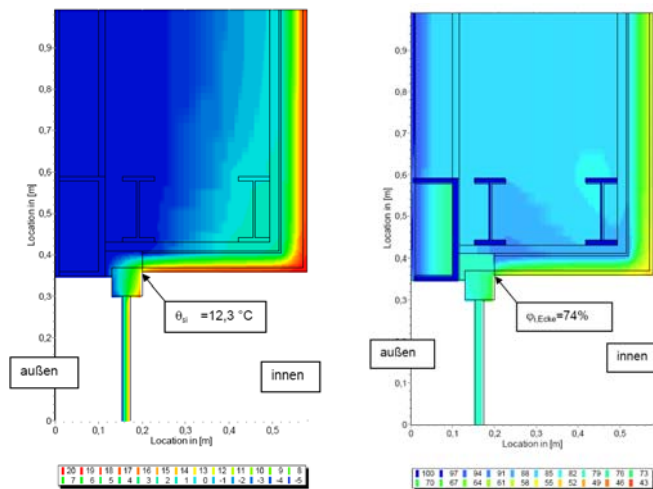 0,9
0,8
0,7
0,6
0,5
0,4
0,3
0,2
0,1
0
Location in [m]
θsi =12,3 °C
außen
innen
0 0,1 0,2 0,3 0,4 0,5
Location in [m]
20 19 18 17 16 15 14 13 12 11 10 9 8
7 6 5 4 3 2 1 0 -1 -2 -3 -4 -5
0,9
0,8
0,7
0,6
0,5
0,4
0,3
0,2
0,1
0
Location in [m]
φi,Ecke=74%
außen
innen
0 0,1 0,2 0,3 0,4 0,5
Location in [m]
100 97 94 91 88 85 82 79 76 73
70 67 64 61 58 55 52 49 46 43